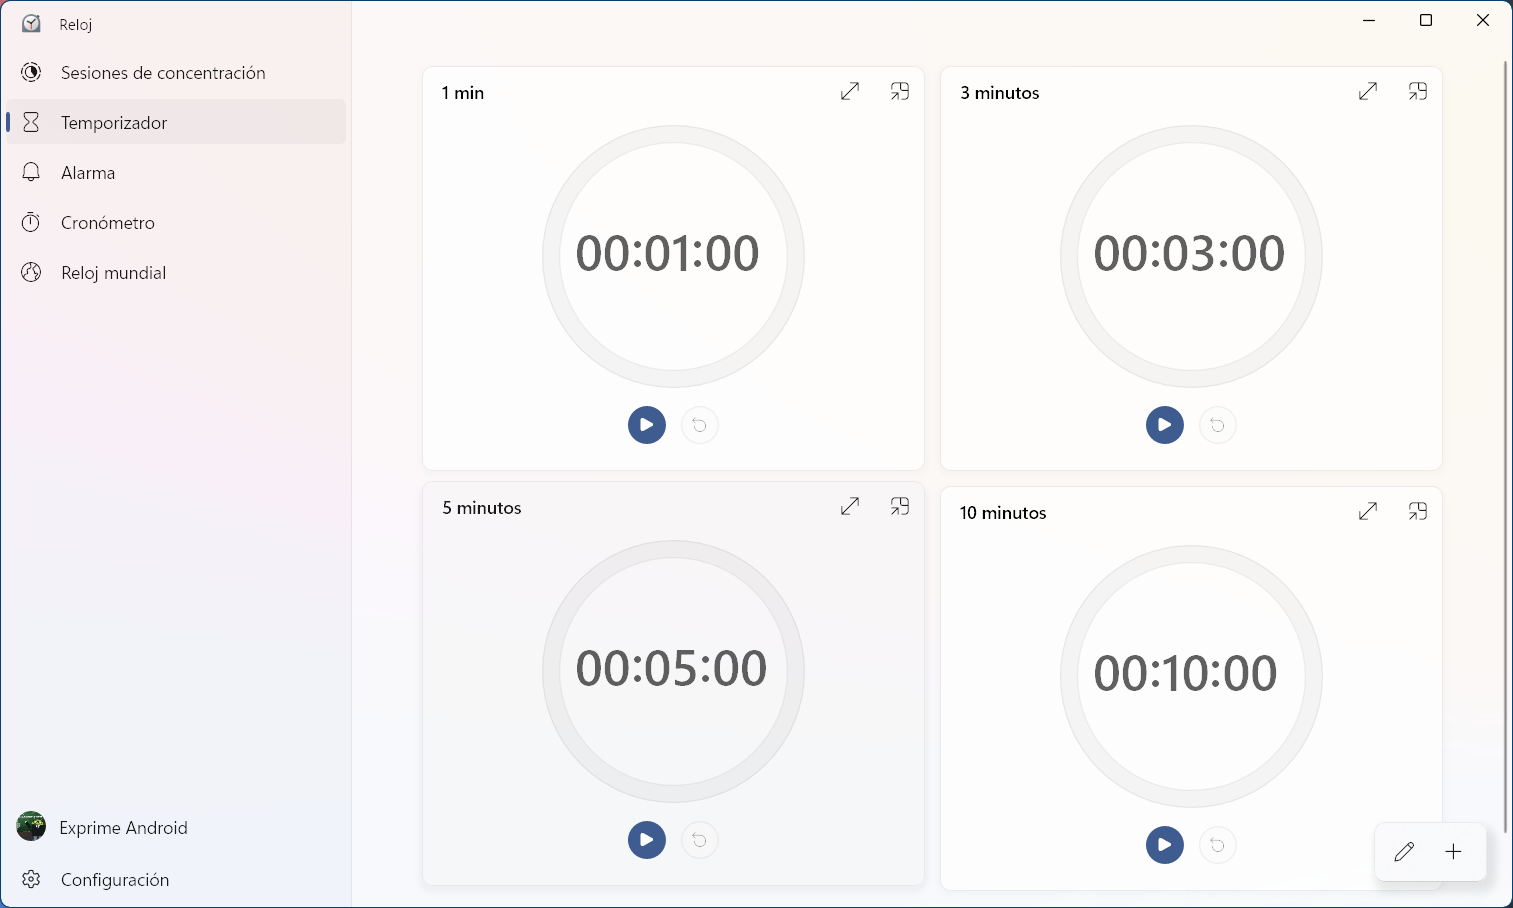 Reloj
Sesiones de concentración
Temporizador
Alarma
Cronómetro
Reloj mundial
Exprime Android
Configuración
1 min
00:01:00
3 minutos
00:03:00
5 minutos
00:05:00
10 minutos
00:10:00